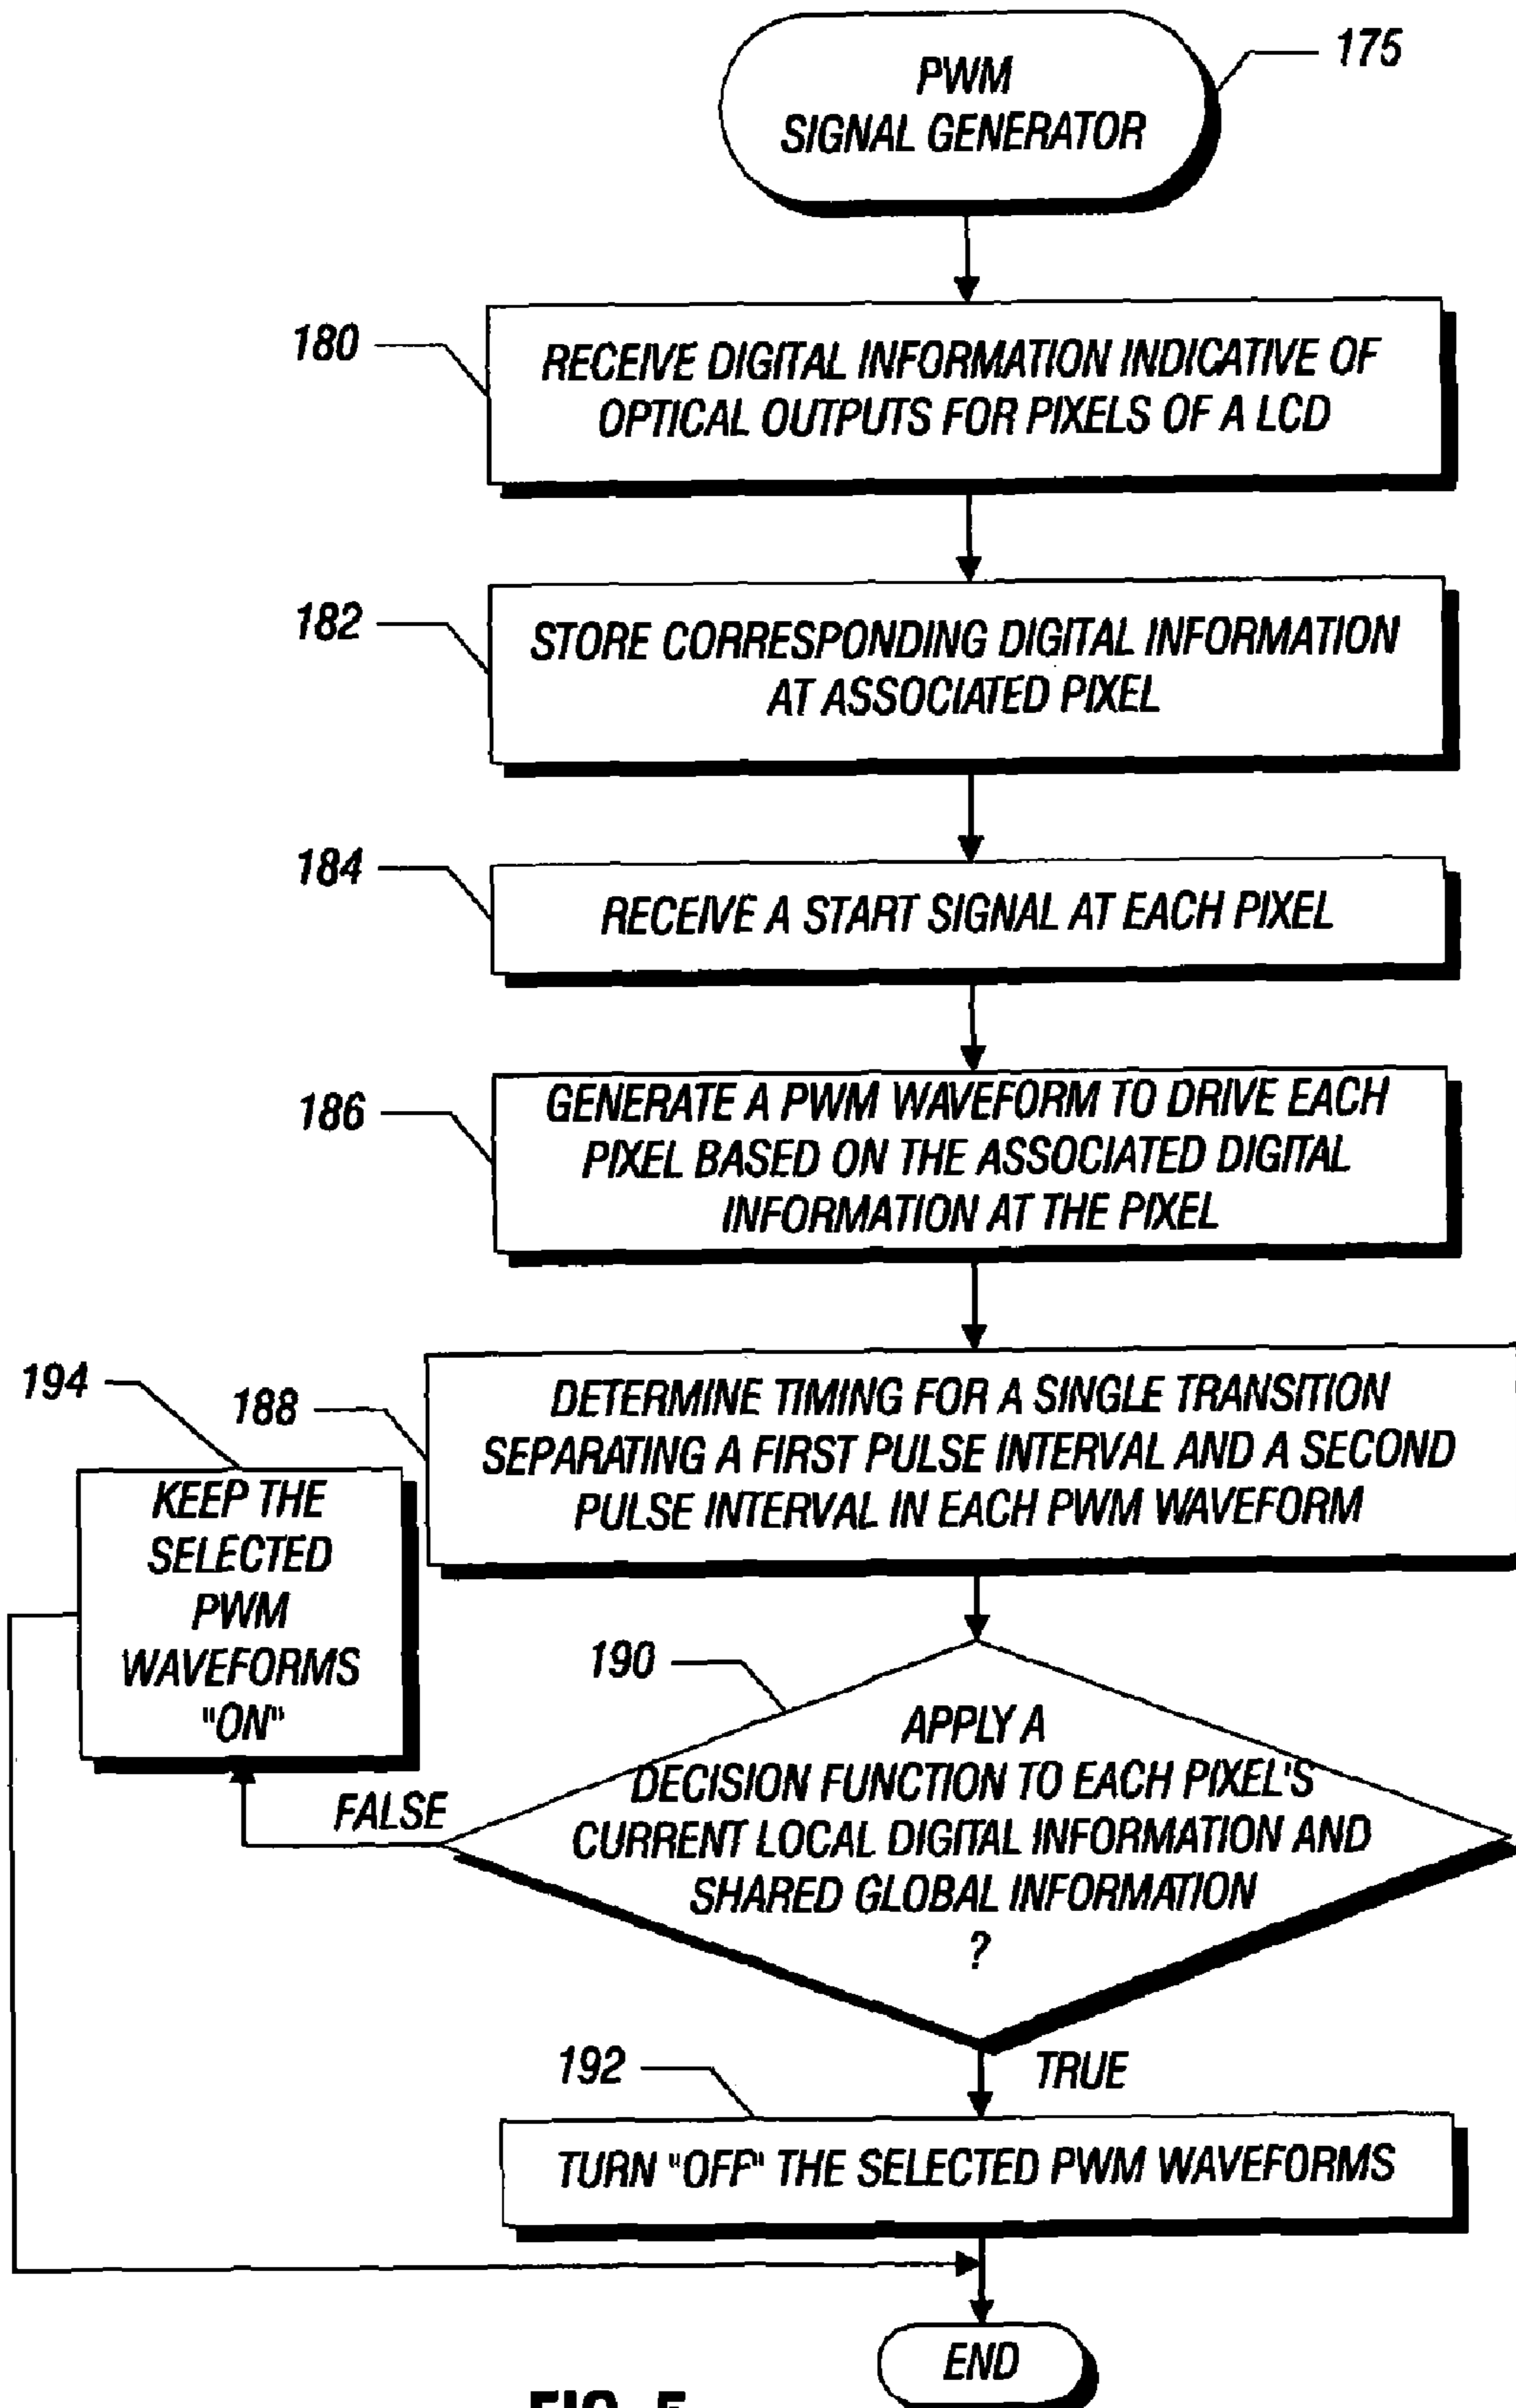 PWM
SIGNAL GENERATOR
175
180
RECEIVE DIGITAL INFORMATION INDICATIVE OF
OPTICAL OUTPUTS FOR PIXELS OF A LCD
182
STORE CORRESPONDING DIGITAL INFORMATION
AT ASSOCIATED PIXEL
184
RECEIVE A START SIGNAL AT EACH PIXEL
186
GENERATE A PWM WAVEFORM TO DRIVE EACH
PIXEL BASED ON THE ASSOCIATED DIGITAL
INFORMATION AT THE PIXEL
188
DETERMINE TIMING FOR A SINGLE TRANSITION
SEPARATING A FIRST PULSE INTERVAL AND A SECOND
PULSE INTERVAL IN EACH PWM WAVEFORM
194
KEEP THE
SELECTED
PWM
WAVEFORMS
"ON"
190
APPLY A
DECISION FUNCTION TO EACH PIXEL'S
CURRENT LOCAL DIGITAL INFORMATION AND
SHARED GLOBAL INFORMATION
?
FALSE
TRUE
192
TURN "OFF" THE SELECTED PWM WAVEFORMS
END
FIG. 5